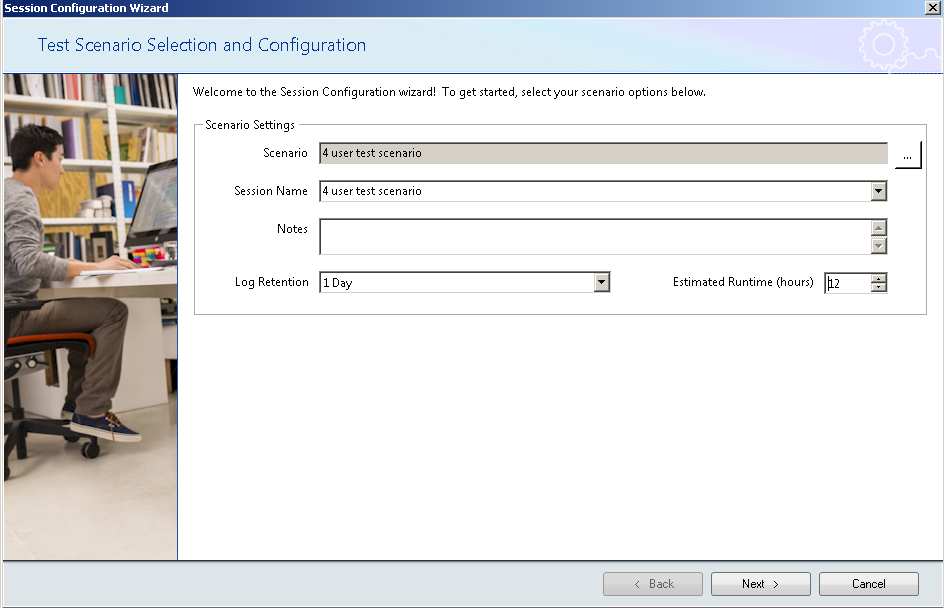 Session Configuration Wizard
Test Scenario Selection and Configuration
Welcome to the Session Configuration wizard! To get started, select your scenario options below.
Scenario Settings
Scenario 4 user test scenario ...
Session Name 4 user test scenario
Notes
Log Retention 1 Day Estimated Runtime (hours) 12
< Back Next > Cancel